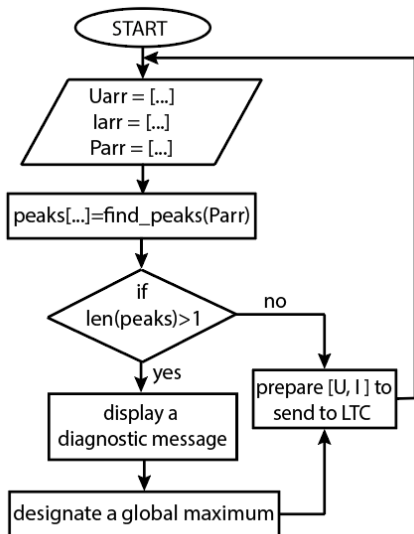 START
Uarr = [...]
Iarr = [...]
Parr = [...]
peaks[...]=find_peaks(Parr)
if
len(peaks)>1
no
yes
prepare [U, I ] to
send to LTC
display a
diagnostic message
designate a global maximum